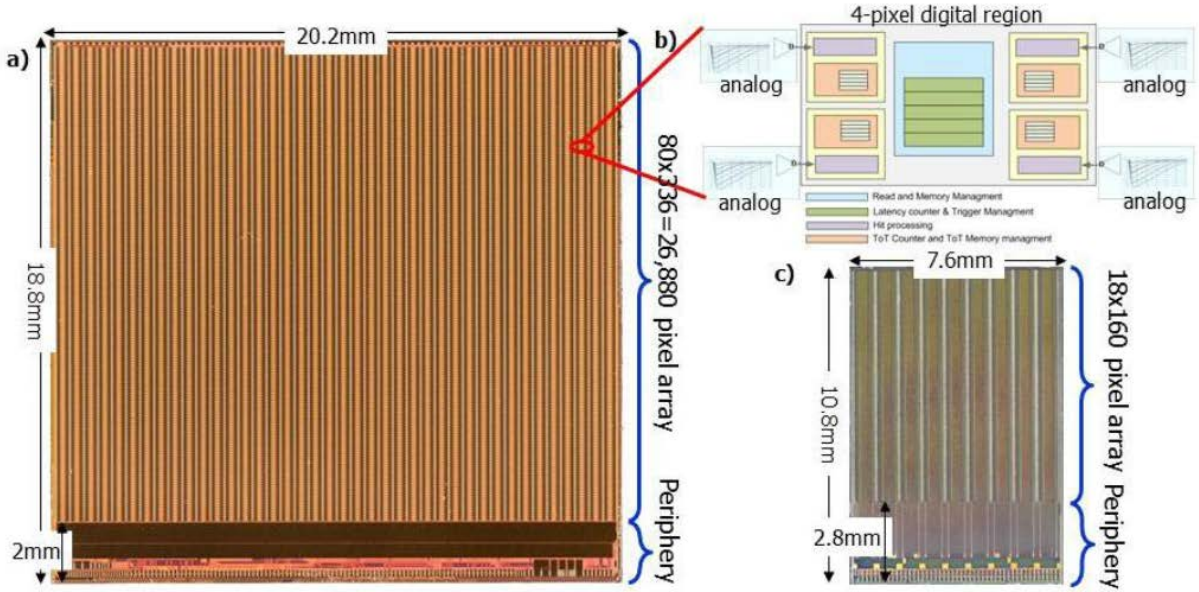 a)
20.2mm
18.8mm
2mm
80x336=26,880 pixel array
Periphery
b)
4-pixel digital region
analog
analog
analog
analog
Read and Memory Managment
Latency counter & Trigger Managment
Hit processing
ToT Counter and ToT Memory managment
c)
7.6mm
10.8mm
2.8mm
18x160 pixel array
Periphery